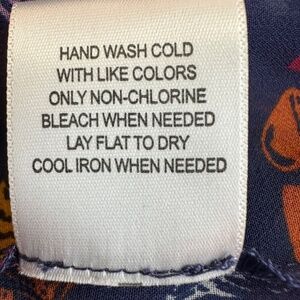 HAND WASH COLD
WITH LIKE COLORS
ONLY NON-CHLORINE
BLEACH WHEN NEEDED
LAY FLAT TO DRY
COOL IRON WHEN NEEDED